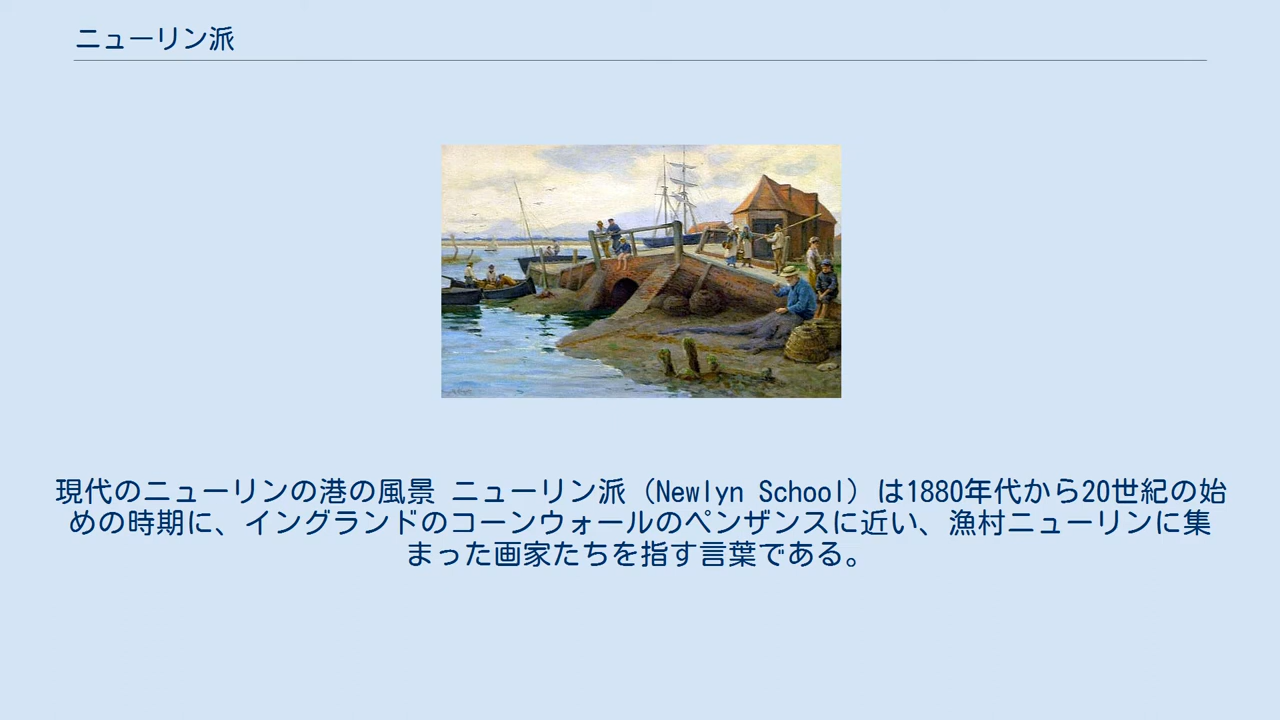 ニューリン派
現代のニューリンの港の風景 ニューリン派（Newlyn School）は1880年代から20世紀の始
めの時期に、イングランドのコーンウォールのペンザンスに近い、漁村ニューリンに集
まった画家たちを指す言葉である。